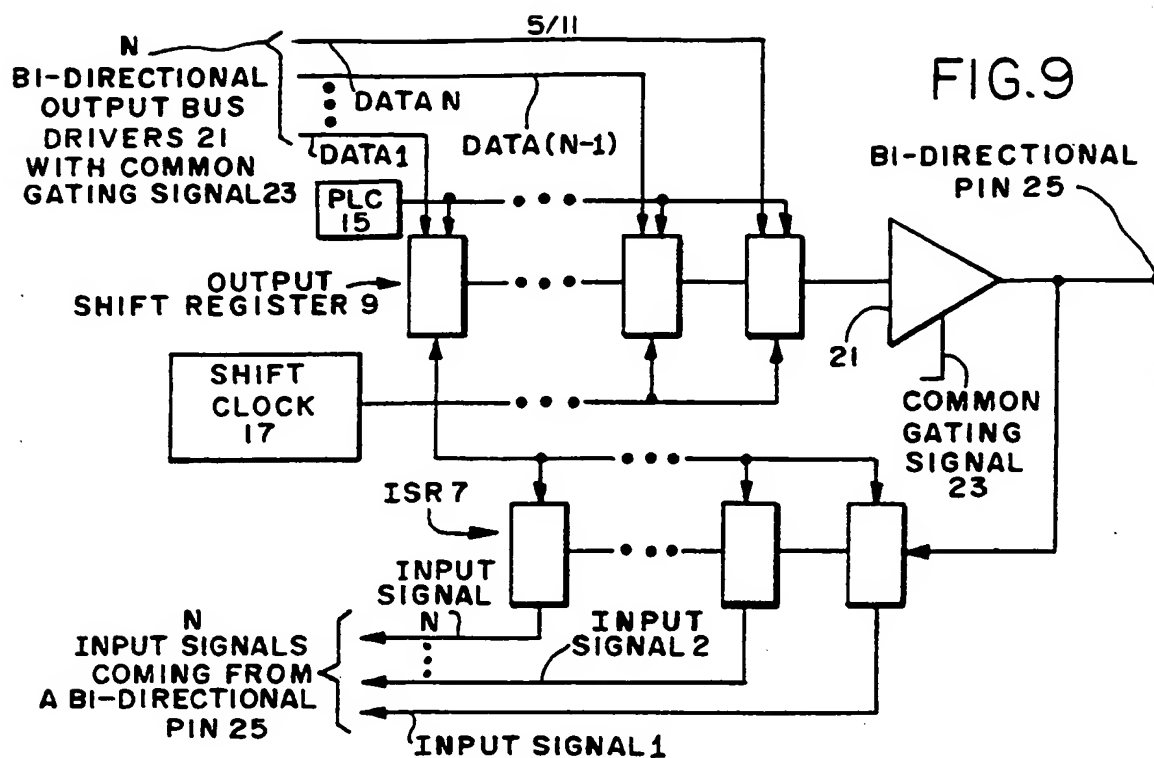 5/11
N
BI-DIRECTIONAL
OUTPUT BUS
DRIVERS 21
WITH COMMON
GATING SIGNAL 23
DATA N
DATA (N-1)
DATA 1
FIG. 9
BI-DIRECTIONAL
PIN 25
PLC
15
OUTPUT
SHIFT REGISTER 9
21
SHIFT
CLOCK
17
COMMON
GATING
SIGNAL
23
ISR 7
INPUT
SIGNAL
N
INPUT
SIGNAL 2
N
INPUT SIGNALS
COMING FROM
A BI-DIRECTIONAL
PIN 25
INPUT SIGNAL 1